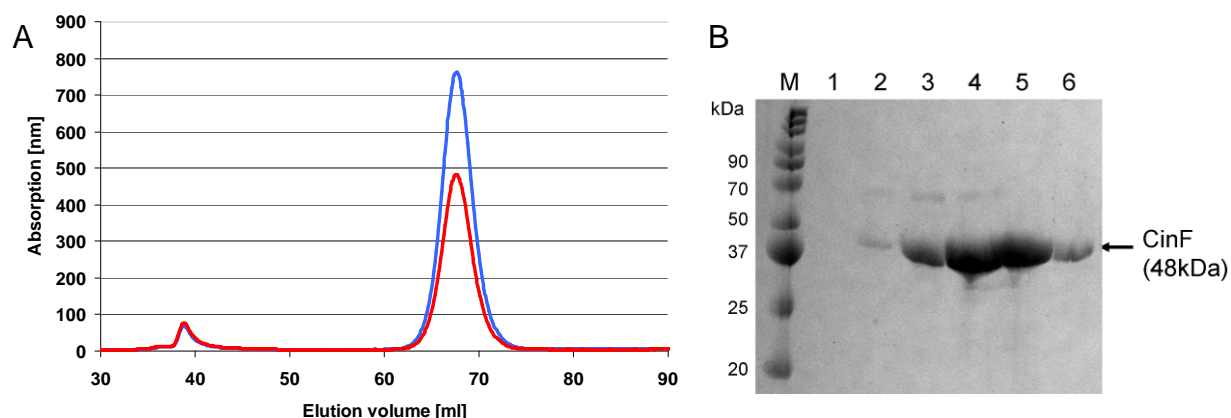 A
900
800
700
600
500
400
300
200
100
0
Absorption [nm]
30 40 50 60 70 80 90
Elution volume [ml]
B
M 1 2 3 4 5 6
kDa
90
70
50
37
25
20
CinF
(48kDa)